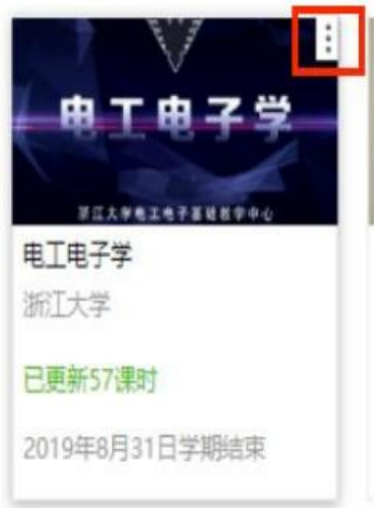 电工电子学
浙江大学电工电子基础教学中心
电工电子学
浙江大学
已更新57课时
2019年8月31日学期结束